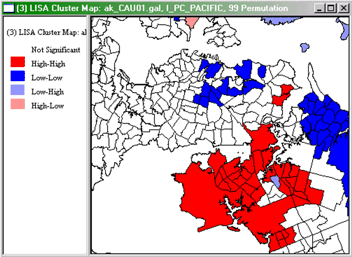 (3) LISA Cluster Map: ak_CAU01.gal, I_PC_PACIFIC, 99 Permutation
(3) LISA Cluster Map: al
Not Significant
High-High
Low-Low
Low-High
High-Low